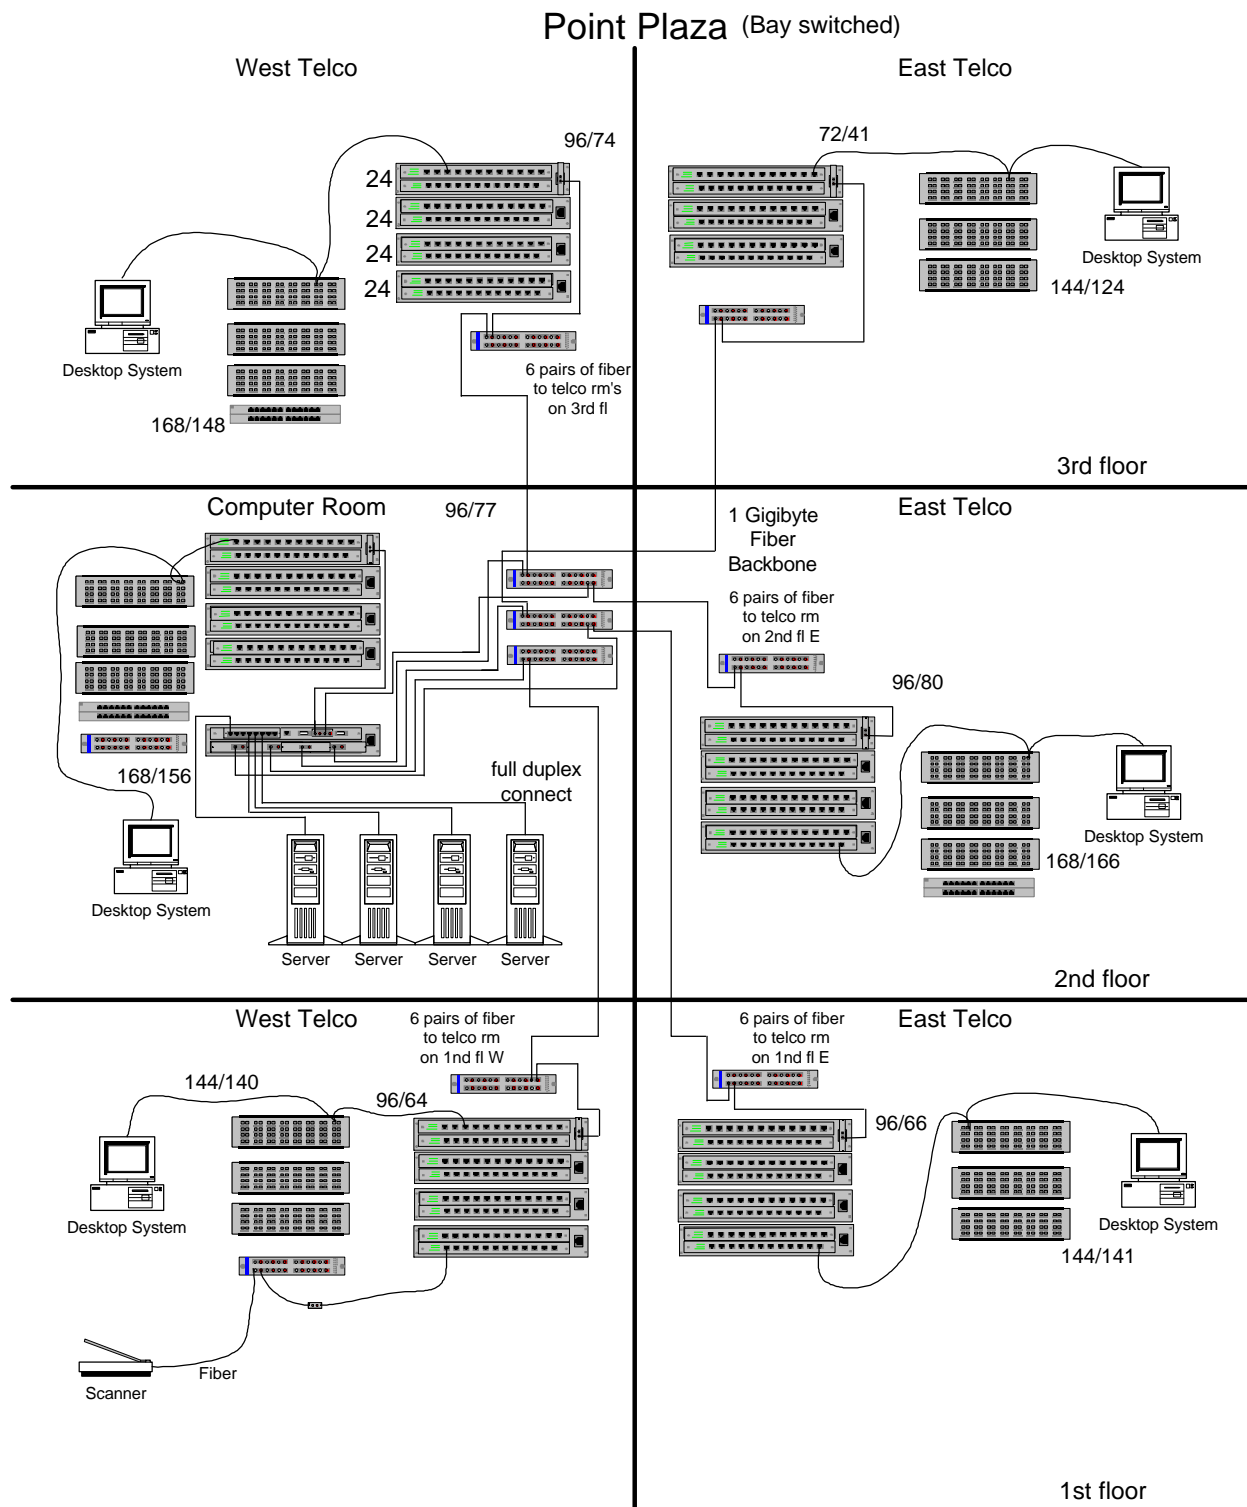 Point Plaza (Bay switched)
West Telco
96/74
24
24
24
24
Desktop System
6 pairs of fiber
to telco rm's
on 3rd fl
168/148
East Telco
72/41
Desktop System
144/124
3rd floor
Computer Room
96/77
168/156
full duplex
connect
Desktop System
Server
Server
Server
Server
East Telco
1 Gigibyte
Fiber
Backbone
6 pairs of fiber
to telco rm
on 2nd fl E
96/80
Desktop System
168/166
2nd floor
West Telco
6 pairs of fiber
to telco rm
on 1nd fl W
144/140
96/64
Desktop System
Fiber
Scanner
East Telco
6 pairs of fiber
to telco rm
on 1nd fl E
96/66
Desktop System
144/141
1st floor